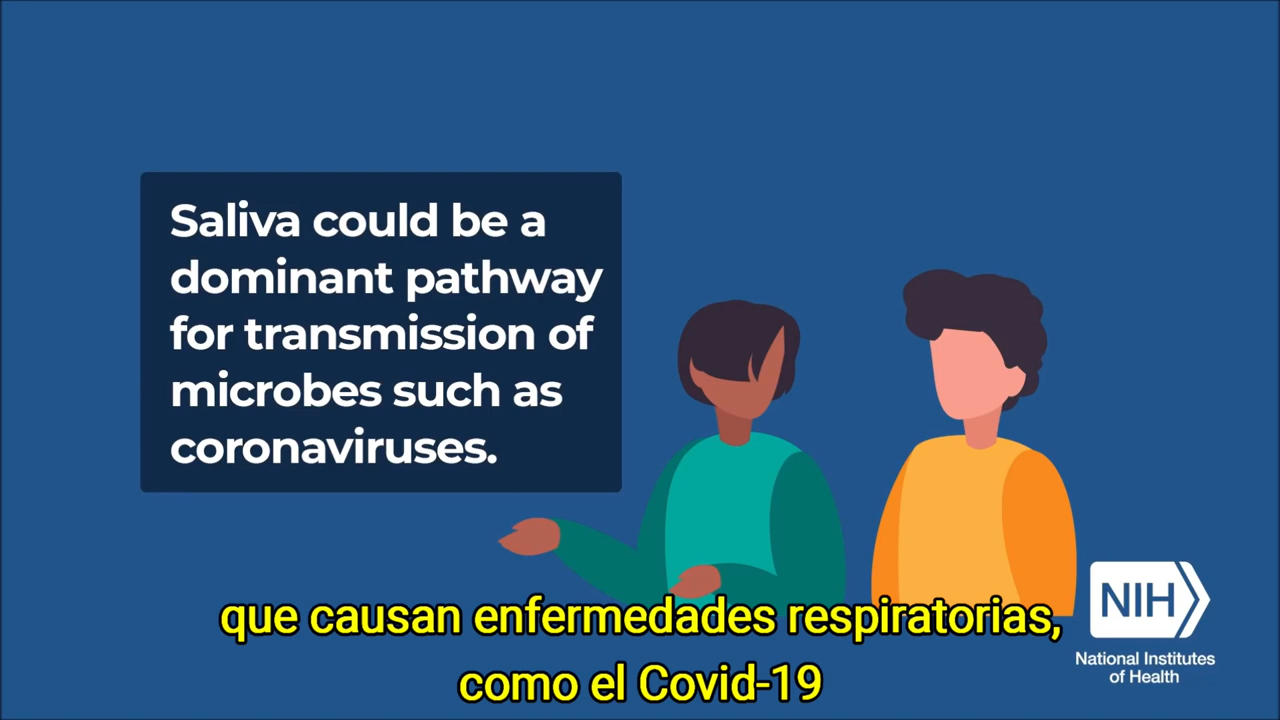 Saliva could be a
dominant pathway
for transmission of
microbes such as
coronaviruses.
que causan enfermedades respiratorias,
como el Covid-19
NIH
National Institutes
of Health